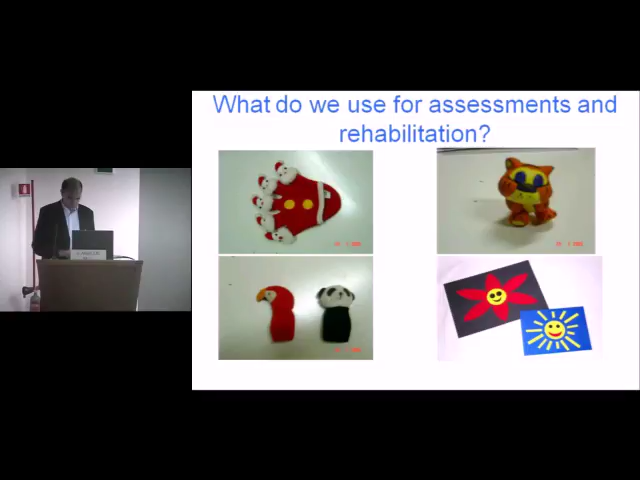 What do we use for assessments and
rehabilitation?